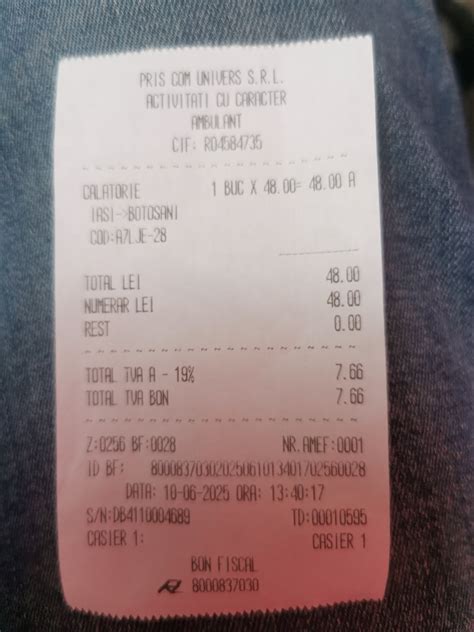 PRIS COM UNIVERS S.R.L.
ACTIVITATI CU CARACTER
AMBULANT
CIF: RO4584735
CALATORIE 1 BUC X 48.00= 48.00 A
IASI->BOTOSANI
COD:A7LJE-28
TOTAL LEI 48.00
NUMERAR LEI 48.00
REST 0.00
TOTAL TVA A - 19% 7.66
TOTAL TVA BON 7.66
Z:0256 BF:0028 NR.AMEF:0001
ID BF: 80008370302025061013401702560028
DATA: 10-06-2025 ORA: 13:40:17
S/N:DB4110004689 TD:00010595
CASIER 1: CASIER 1
BON FISCAL
8000837030